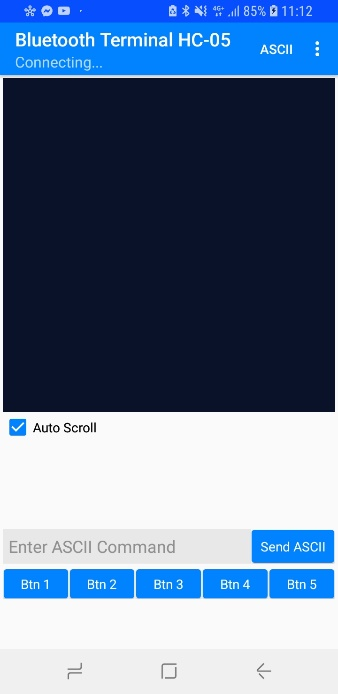 4G+ 85% 11:12
Bluetooth Terminal HC-05
ASCII
Connecting...
Auto Scroll
Enter ASCII Command
Send ASCII
Btn 1 Btn 2 Btn 3 Btn 4 Btn 5